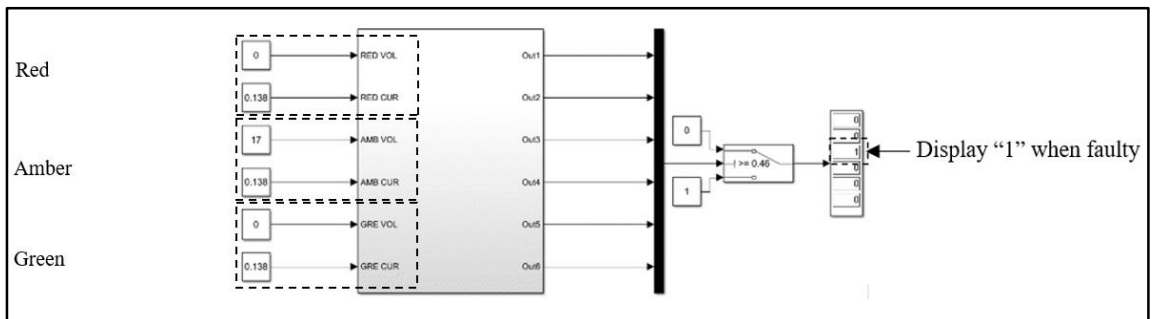 Red
0
RED VOL
Out1
0.138
RED CUR
Out2
Amber
17
AMB VOL
Out3
0.138
AMB CUR
Out4
Green
0
GRE VOL
Out5
0.138
GRE CUR
Out6
0
>= 0.46
1
0
0
1
0
0
0
Display “1” when faulty